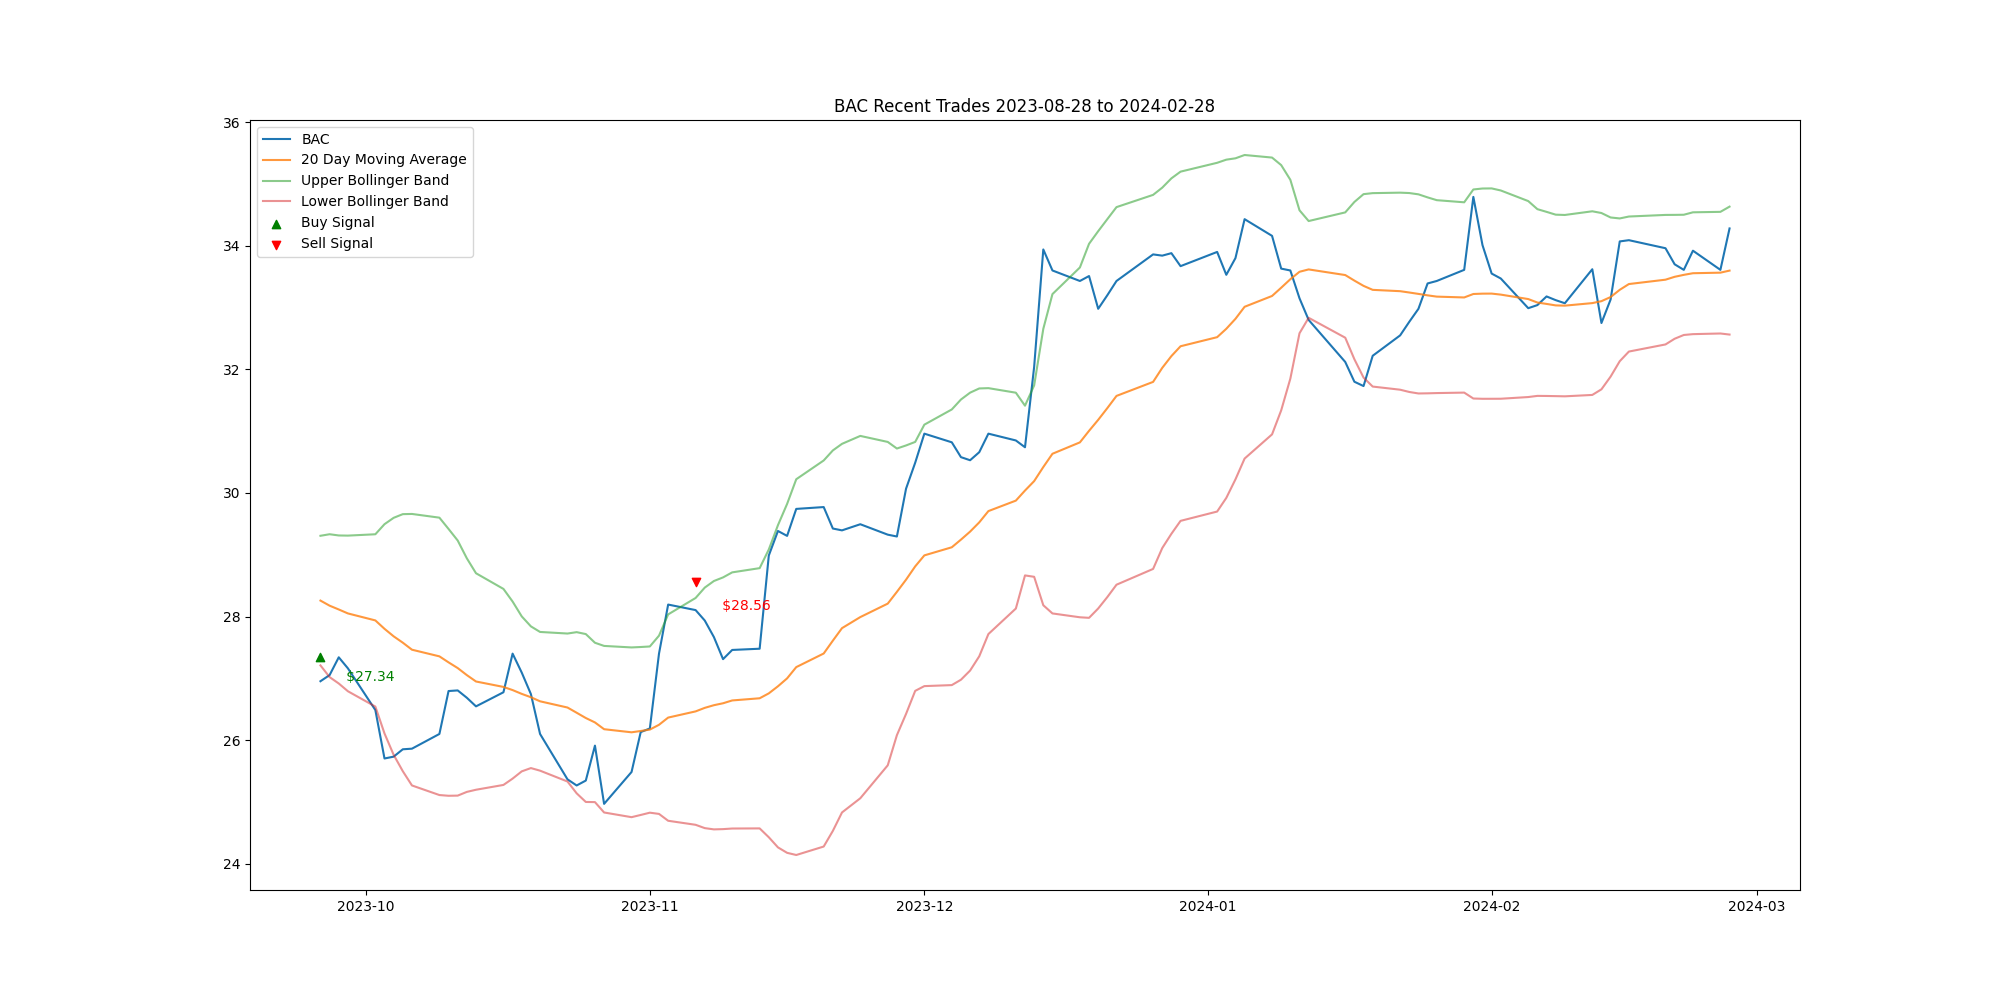 BAC Recent Trades 2023-08-28 to 2024-02-28
36
34
32
30
28
26
24
BAC
20 Day Moving Average
Upper Bollinger Band
Lower Bollinger Band
Buy Signal
Sell Signal
$28.56
$27.34
2023-10 2023-11 2023-12 2024-01 2024-02 2024-03